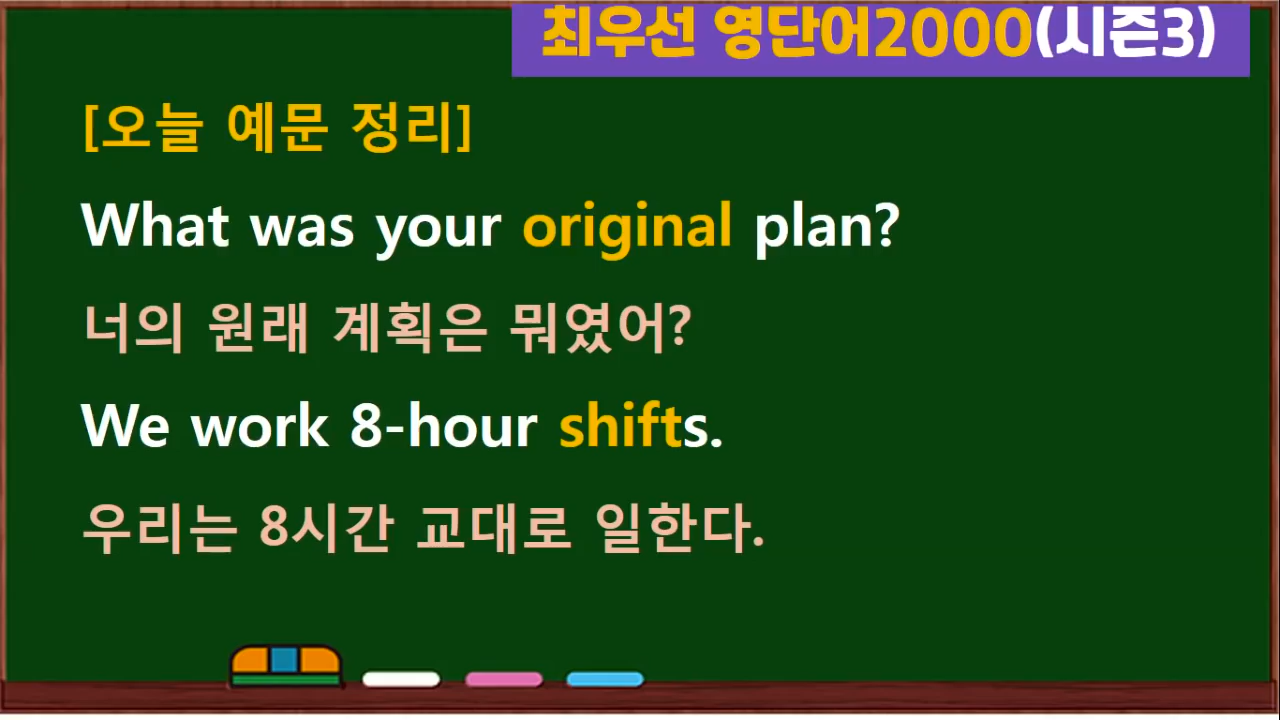 최우선 영단어2000(시즌3)
[오늘 예문 정리]
What was your original plan?
너의 원래 계획은 뭐였어?
We work 8-hour shifts.
우리는 8시간 교대로 일한다.